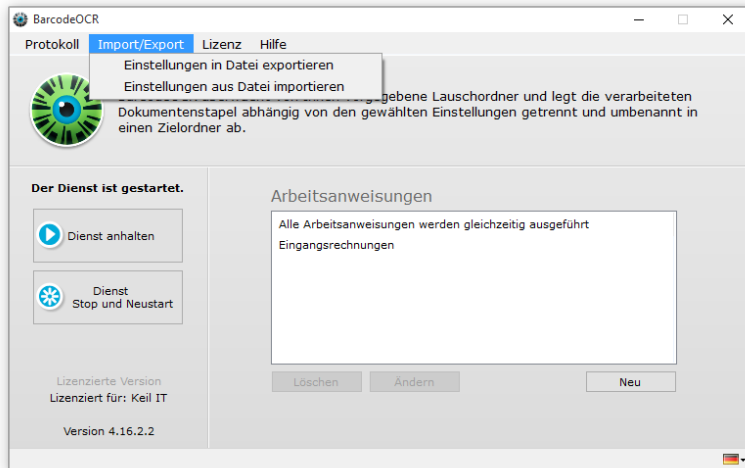 BarcodeOCR
Protokoll Import/Export Lizenz Hilfe
Einstellungen in Datei exportieren
Einstellungen aus Datei importieren
gebene Lauschordner und legt die verarbeiteten
Dokumentenstapel abhängig von den gewählten Einstellungen getrennt und umbenannt in
einen Zielordner ab.
Der Dienst ist gestartet.
Dienst anhalten
Dienst
Stop und Neustart
Arbeitsanweisungen
Alle Arbeitsanweisungen werden gleichzeitig ausgeführt
Eingangsrechnungen
Löschen Ändern Neu
Lizenzierte Version
Lizenziert für: Keil IT
Version 4.16.2.2